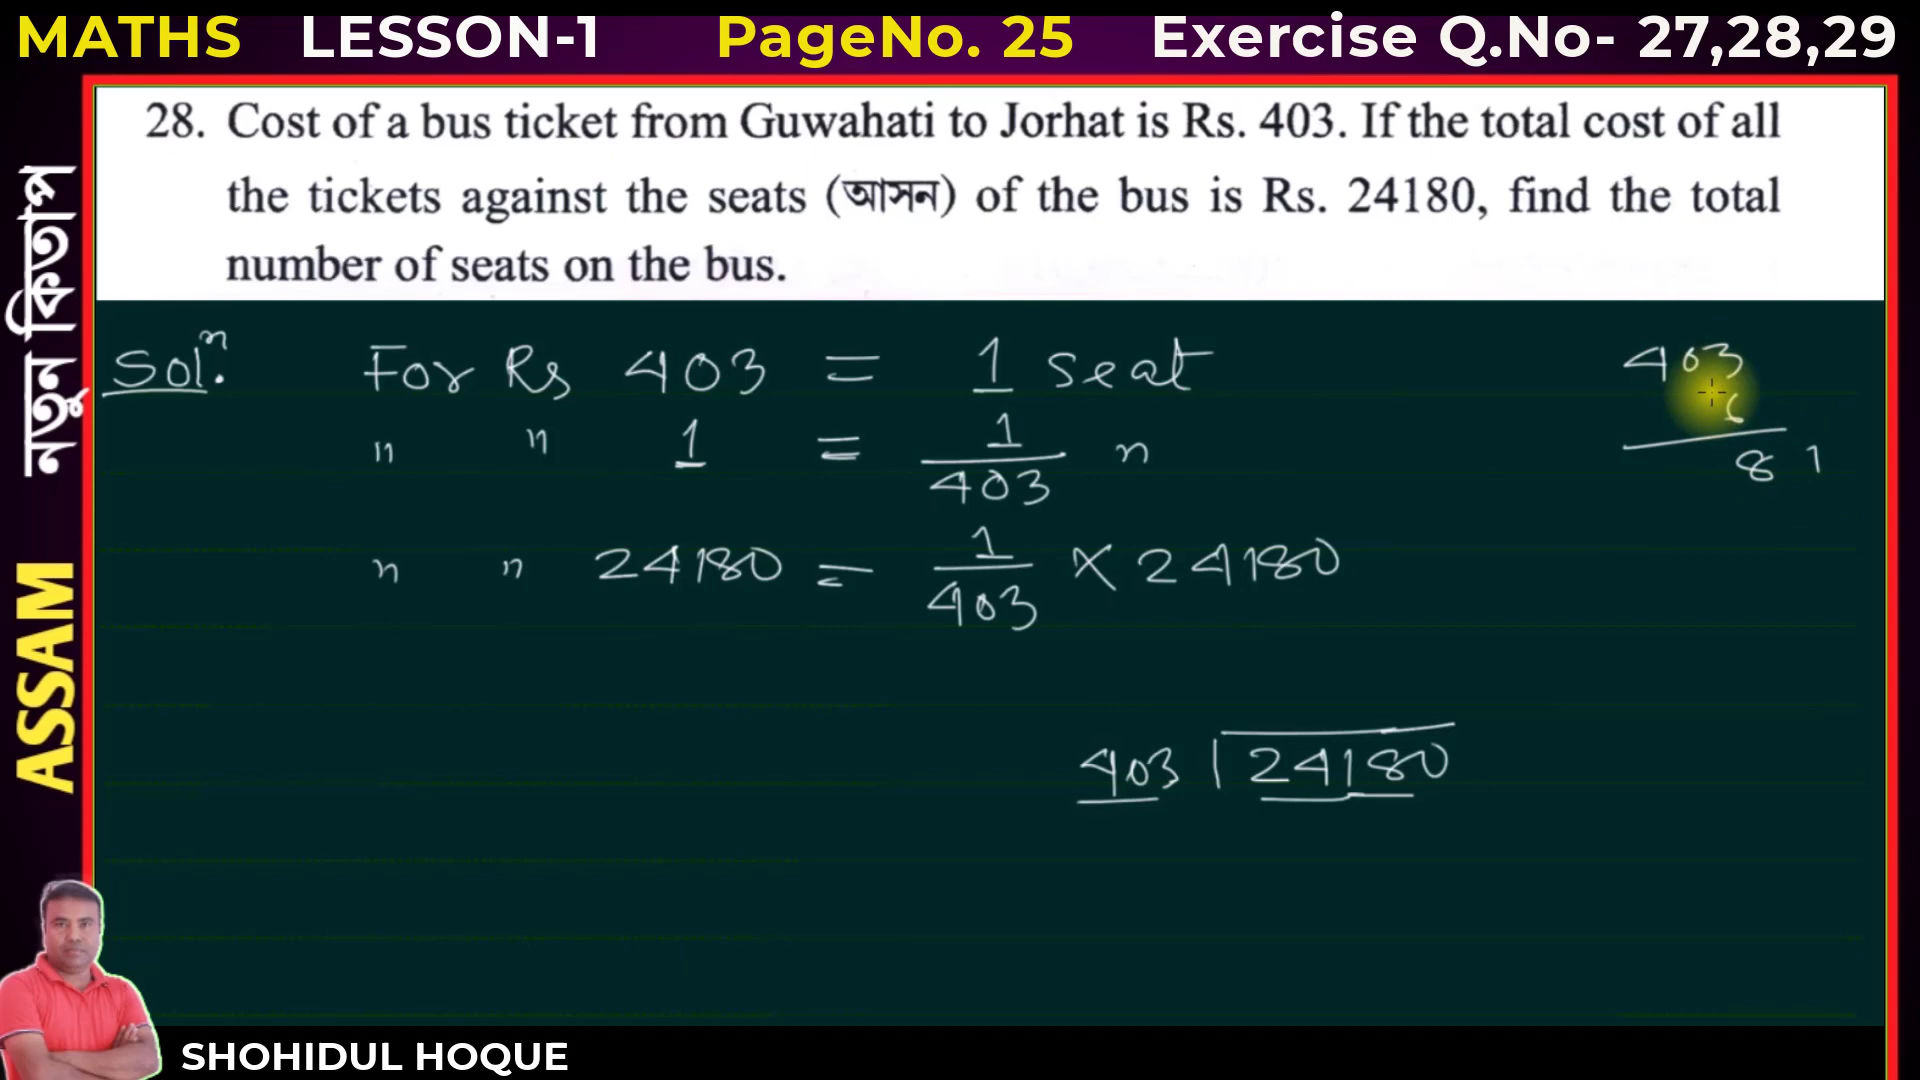 MATHS LESSON-1 PageNo. 25 Exercise Q.No- 27,28,29
28. Cost of a bus ticket from Guwahati to Jorhat is Rs. 403. If the total cost of all
the tickets against the seats (আসন) of the bus is Rs. 24180, find the total
number of seats on the bus.
Solⁿ. For Rs 403 = 1 seat
" " 1 = 1/403 "
" " 24180 = 1/403 × 24180
403
6
8 1
403 | 24180
ASSAM নতুন কিতাপ
SHOHIDUL HOQUE